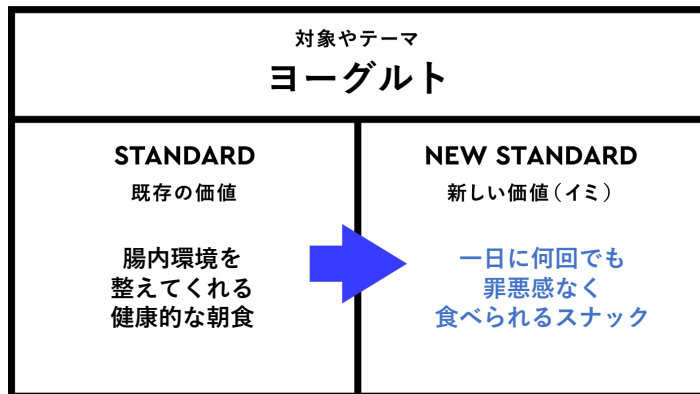 対象やテーマ
ヨーグルト
STANDARD
既存の価値
腸内環境を
整えてくれる
健康的な朝食
NEW STANDARD
新しい価値（イミ）
一日に何回でも
罪悪感なく
食べられるスナック